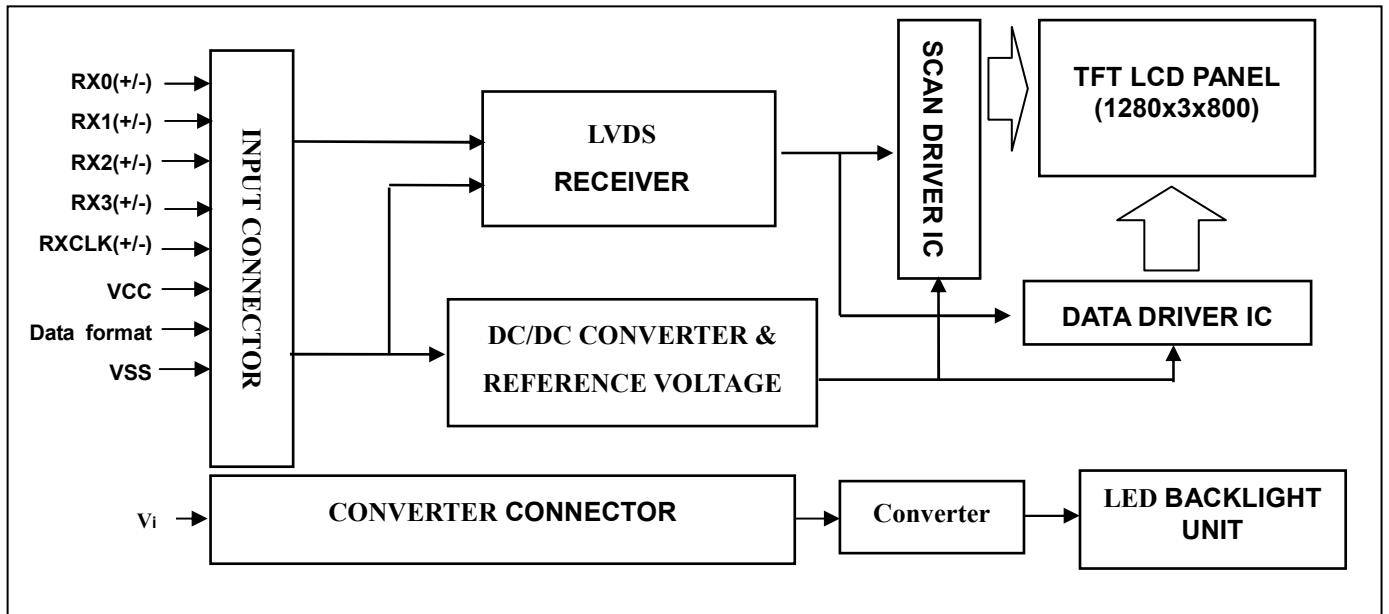 RX0(+/-)
RX1(+/-)
RX2(+/-)
RX3(+/-)
RXCLK(+/-)
VCC
Data format
VSS
INPUT CONNECTOR
LVDS
RECEIVER
DC/DC CONVERTER &
REFERENCE VOLTAGE
SCAN DRIVER IC
TFT LCD PANEL
(1280x3x800)
DATA DRIVER IC
Vi
CONVERTER CONNECTOR
Converter
LED BACKLIGHT
UNIT